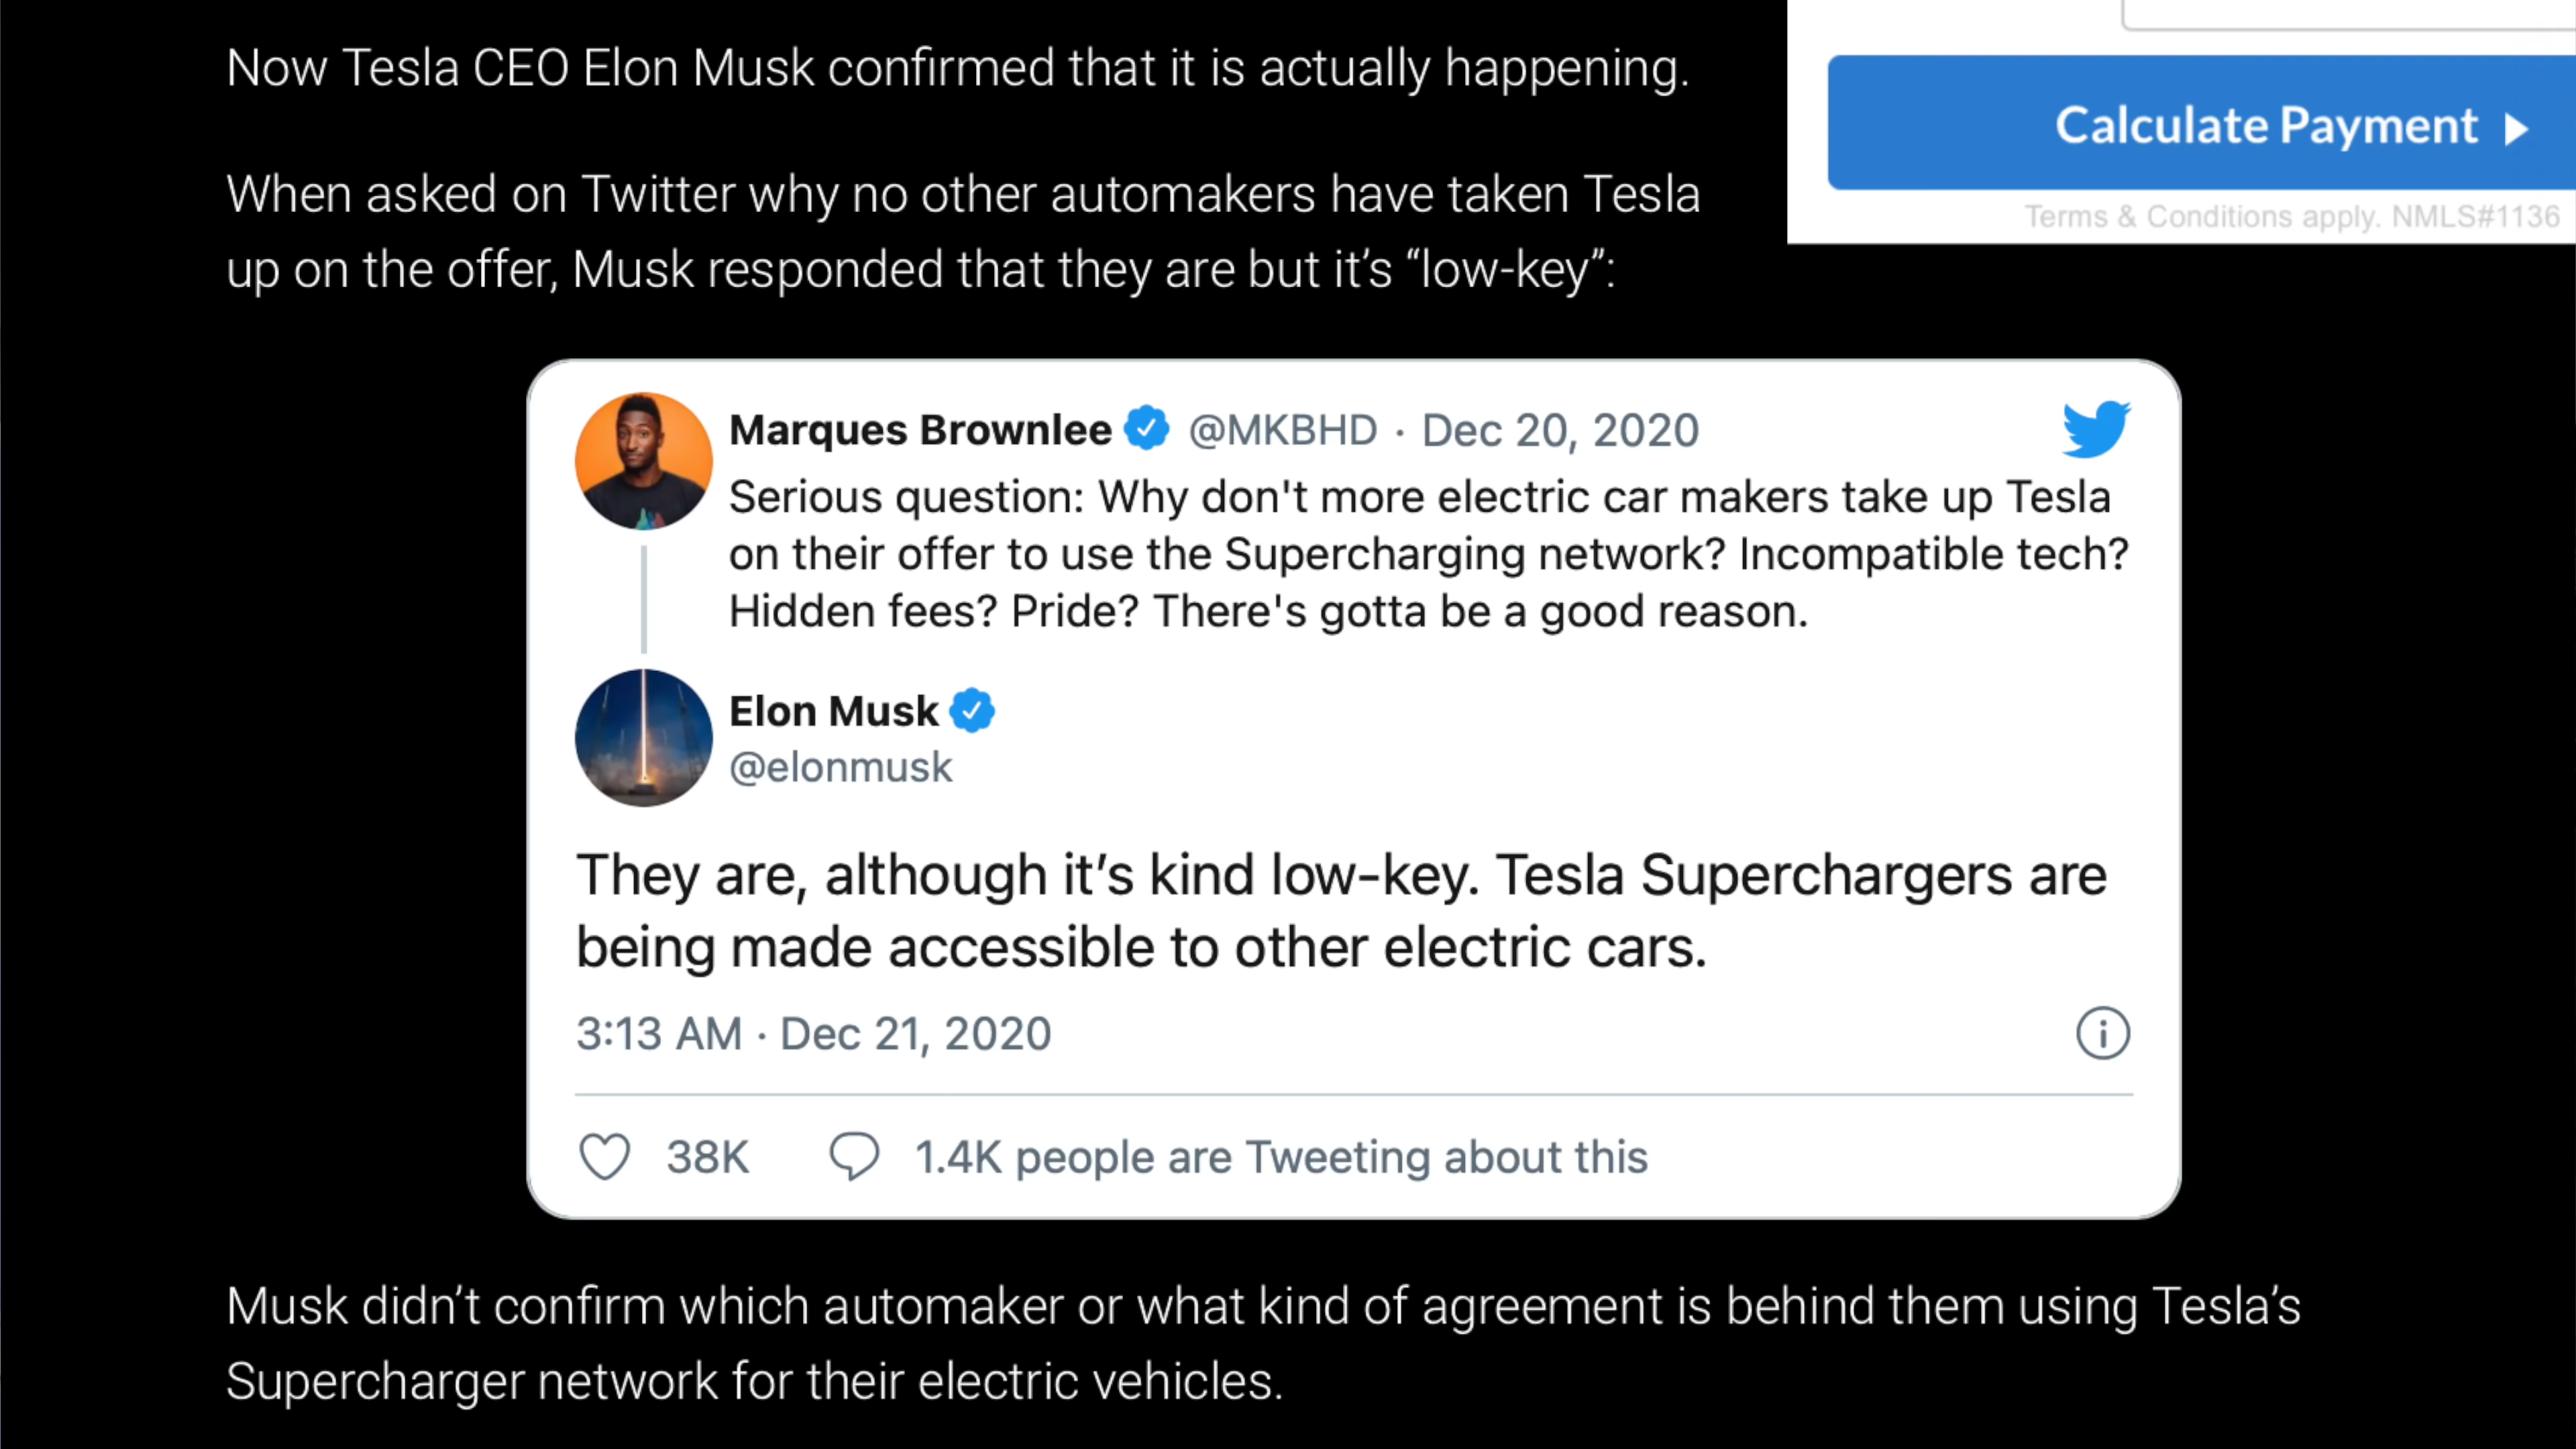 Now Tesla CEO Elon Musk confirmed that it is actually happening.
When asked on Twitter why no other automakers have taken Tesla
up on the offer, Musk responded that they are but it’s “low-key”:
Calculate Payment
Terms & Conditions apply. NMLS#1136
Marques Brownlee @MKBHD · Dec 20, 2020
Serious question: Why don't more electric car makers take up Tesla
on their offer to use the Supercharging network? Incompatible tech?
Hidden fees? Pride? There's gotta be a good reason.
Elon Musk
@elonmusk
They are, although it’s kind low-key. Tesla Superchargers are
being made accessible to other electric cars.
3:13 AM · Dec 21, 2020
38K 1.4K people are Tweeting about this
Musk didn’t confirm which automaker or what kind of agreement is behind them using Tesla’s
Supercharger network for their electric vehicles.